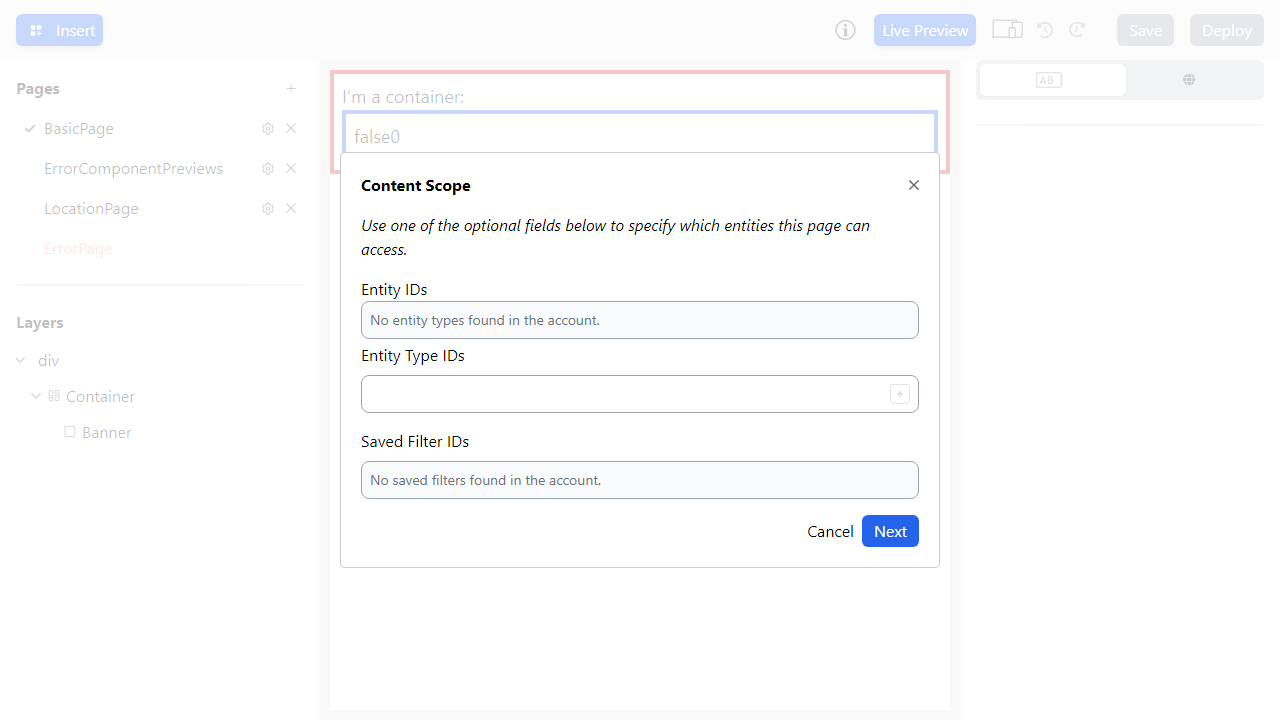 Insert
Live Preview
Save
Deploy
Pages
BasicPage
ErrorComponentPreviews
LocationPage
ErrorPage
Layers
div
Container
Banner
I'm a container:
false0
Content Scope
Use one of the optional fields below to specify which entities this page can
access.
Entity IDs
No entity types found in the account.
Entity Type IDs
Saved Filter IDs
No saved filters found in the account.
Cancel
Next
AB